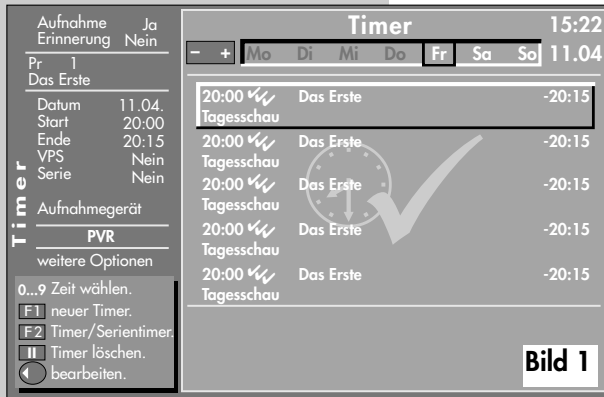 Aufnahme Ja
Erinnerung Nein
Pr 1
Das Erste
Datum 11.04.
Start 20:00
Ende 20:15
VPS Nein
Serie Nein
Aufnahmegerät
PVR
weitere Optionen
Timer
0...9 Zeit wählen.
F1 neuer Timer.
F2 Timer/Serientimer.
II Timer löschen.
bearbeiten.
Timer 15:22
- + Mo Di Mi Do Fr Sa So 11.04
20:00 Das Erste -20:15
Tagesschau
20:00 Das Erste -20:15
Tagesschau
20:00 Das Erste -20:15
Tagesschau
20:00 Das Erste -20:15
Tagesschau
20:00 Das Erste -20:15
Tagesschau
Bild 1